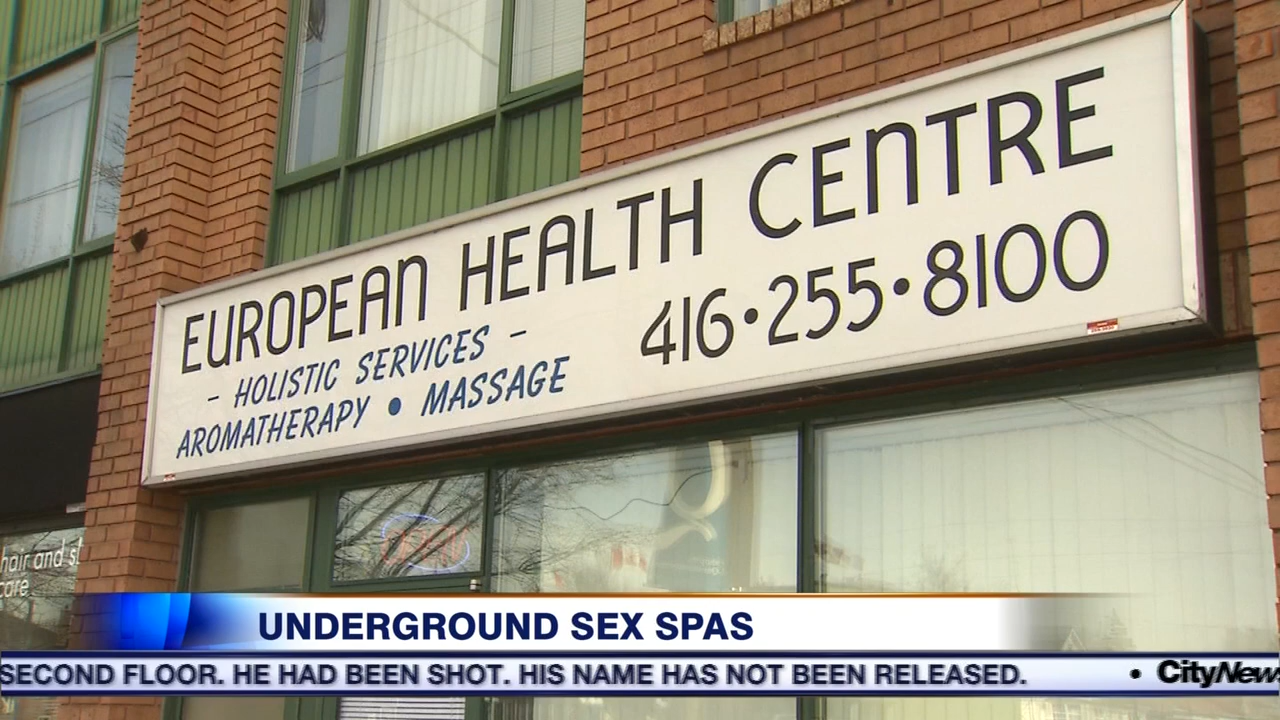 EUROPEAN HEALTH CENTRE
- HOLISTIC SERVICES -
AROMATHERAPY • MASSAGE
416•255•8100
hair and
care
UNDERGROUND SEX SPAS
SECOND FLOOR. HE HAD BEEN SHOT. HIS NAME HAS NOT BEEN RELEASED. • CityNews